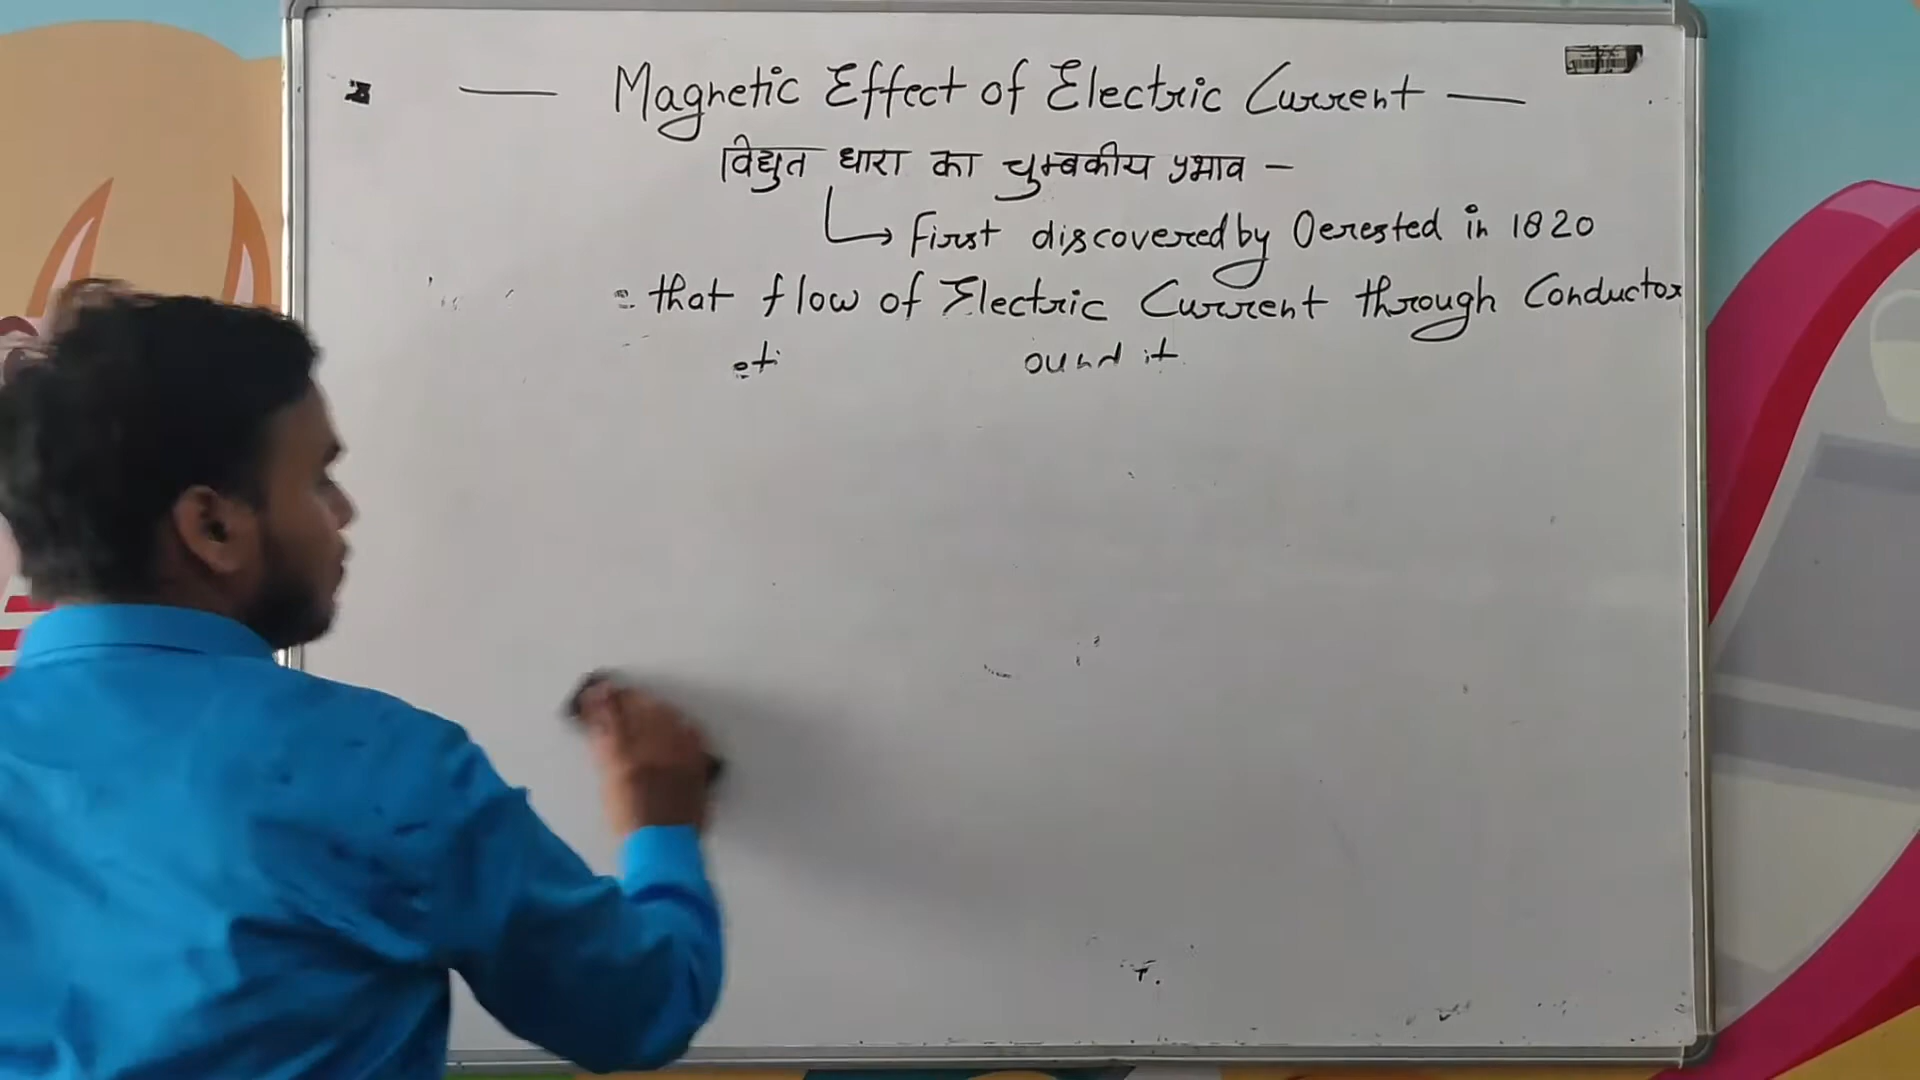 — Magnetic Effect of Electric Current —
विद्युत धारा का चुम्बकीय प्रभाव -
↳ First discovered by Oerested in 1820
that flow of Electric Current through Conductor
ound it